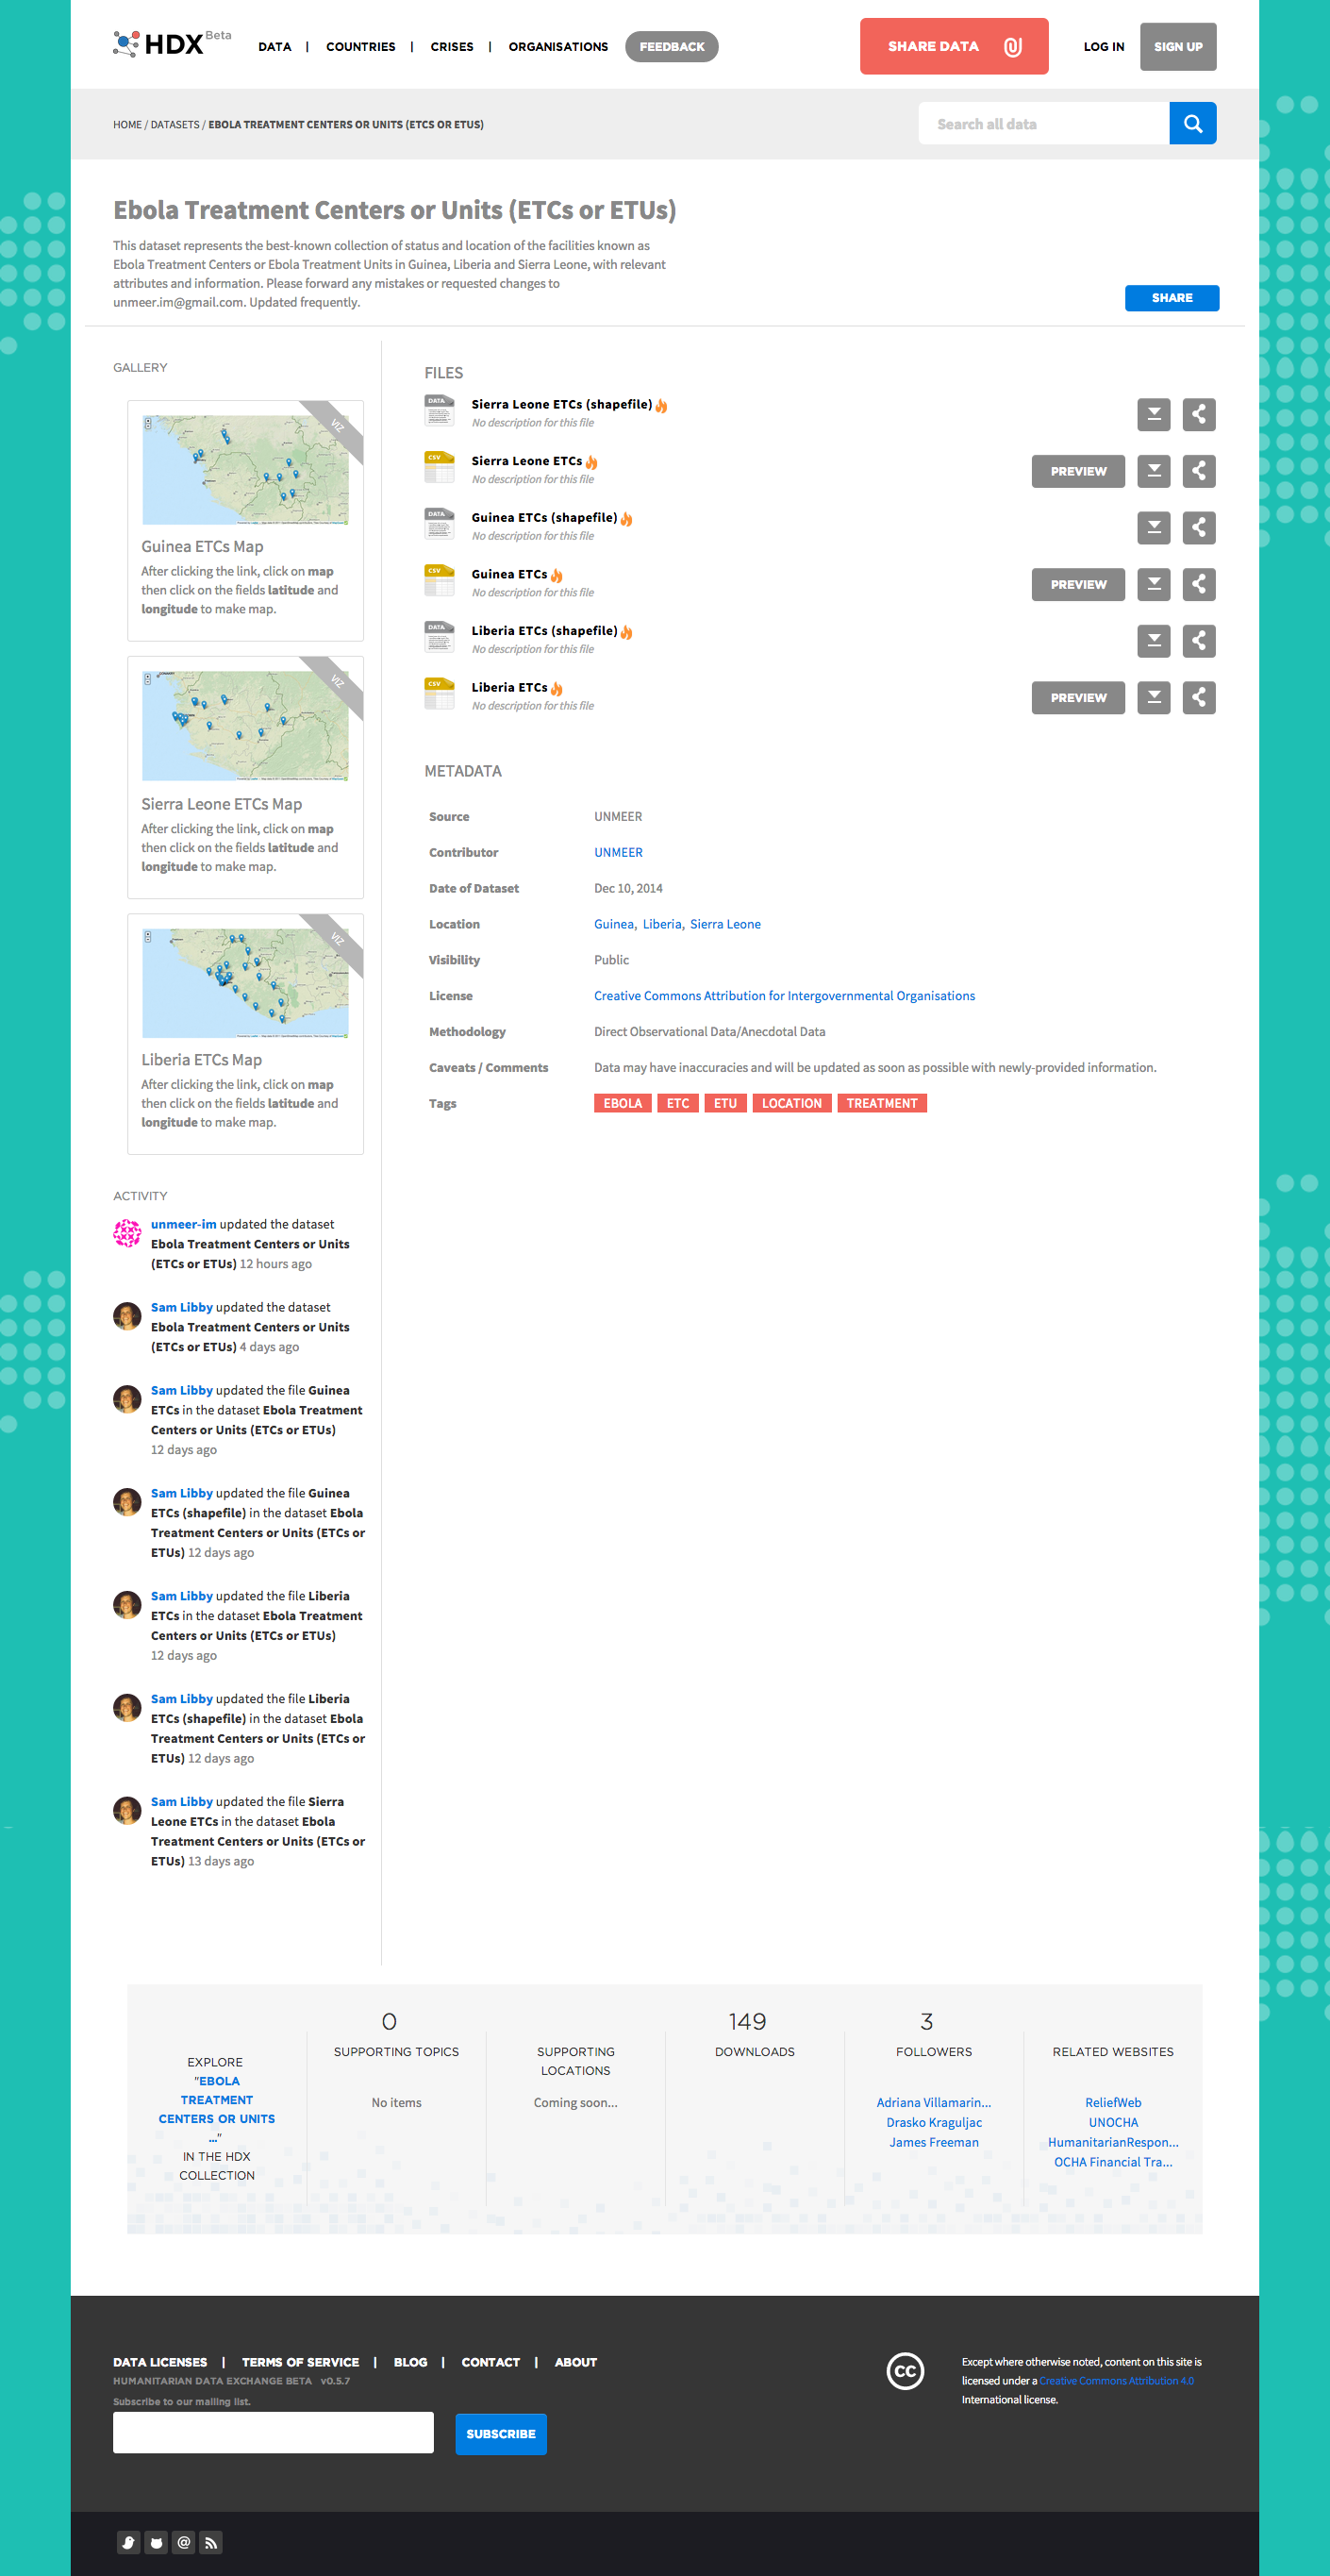 HDX Beta
DATA | COUNTRIES | CRISES | ORGANISATIONS FEEDBACK
SHARE DATA
LOG IN
SIGN UP
HOME / DATASETS / EBOLA TREATMENT CENTERS OR UNITS (ETCS OR ETUS)
Search all data
Ebola Treatment Centers or Units (ETCs or ETUs)
This dataset represents the best-known collection of status and location of the facilities known as
Ebola Treatment Centers or Ebola Treatment Units in Guinea, Liberia and Sierra Leone, with relevant
attributes and information. Please forward any mistakes or requested changes to
unmeer.im@gmail.com. Updated frequently.
SHARE
GALLERY
VIZ
Guinea ETCs Map
After clicking the link, click on map
then click on the fields latitude and
longitude to make map.
VIZ
Sierra Leone ETCs Map
After clicking the link, click on map
then click on the fields latitude and
longitude to make map.
VIZ
Liberia ETCs Map
After clicking the link, click on map
then click on the fields latitude and
longitude to make map.
ACTIVITY
unmeer-im updated the dataset
Ebola Treatment Centers or Units
(ETCs or ETUs) 12 hours ago
Sam Libby updated the dataset
Ebola Treatment Centers or Units
(ETCs or ETUs) 4 days ago
Sam Libby updated the file Guinea
ETCs in the dataset Ebola Treatment
Centers or Units (ETCs or ETUs)
12 days ago
Sam Libby updated the file Guinea
ETCs (shapefile) in the dataset Ebola
Treatment Centers or Units (ETCs or
ETUs) 12 days ago
Sam Libby updated the file Liberia
ETCs in the dataset Ebola Treatment
Centers or Units (ETCs or ETUs)
12 days ago
Sam Libby updated the file Liberia
ETCs (shapefile) in the dataset Ebola
Treatment Centers or Units (ETCs or
ETUs) 12 days ago
Sam Libby updated the file Sierra
Leone ETCs in the dataset Ebola
Treatment Centers or Units (ETCs or
ETUs) 13 days ago
FILES
DATA
Sierra Leone ETCs (shapefile)
No description for this file
CSV
Sierra Leone ETCs
No description for this file
PREVIEW
DATA
Guinea ETCs (shapefile)
No description for this file
CSV
Guinea ETCs
No description for this file
PREVIEW
DATA
Liberia ETCs (shapefile)
No description for this file
CSV
Liberia ETCs
No description for this file
PREVIEW
METADATA
Source UNMEER
Contributor UNMEER
Date of Dataset Dec 10, 2014
Location Guinea, Liberia, Sierra Leone
Visibility Public
License Creative Commons Attribution for Intergovernmental Organisations
Methodology Direct Observational Data/Anecdotal Data
Caveats / Comments Data may have inaccuracies and will be updated as soon as possible with newly-provided information.
Tags EBOLA ETC ETU LOCATION TREATMENT
EXPLORE
"EBOLA
TREATMENT
CENTERS OR UNITS
..."
IN THE HDX
COLLECTION
0
SUPPORTING TOPICS
No items
SUPPORTING
LOCATIONS
Coming soon...
149
DOWNLOADS
3
FOLLOWERS
Adriana Villamarin...
Drasko Kraguljac
James Freeman
RELATED WEBSITES
ReliefWeb
UNOCHA
HumanitarianRespon...
OCHA Financial Tra...
DATA LICENSES | TERMS OF SERVICE | BLOG | CONTACT | ABOUT
HUMANITARIAN DATA EXCHANGE BETA v0.5.7
Subscribe to our mailing list.
SUBSCRIBE
CC
Except where otherwise noted, content on this site is
licensed under a Creative Commons Attribution 4.0
International license.
@